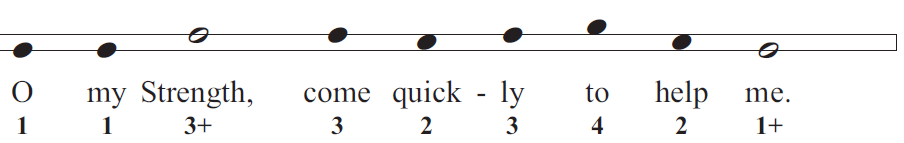 O my Strength, come quick - ly to help me.
1 1 3+ 3 2 3 4 2 1+